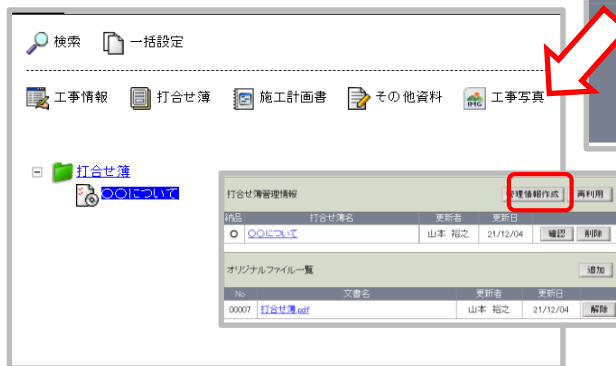 検索 一括設定
工事情報 打合せ簿 施工計画書 その他資料 工事写真
打合せ簿
〇〇について
打合せ簿管理情報 管理情報作成 再利用
納品 打合せ簿名 更新者 更新日
〇〇について 山本 裕之 21/12/04 確認 削除
オリジナルファイル一覧 追加
No 文書名 更新者 更新日
00007 打合せ簿.pdf 山本 裕之 21/12/04 解除